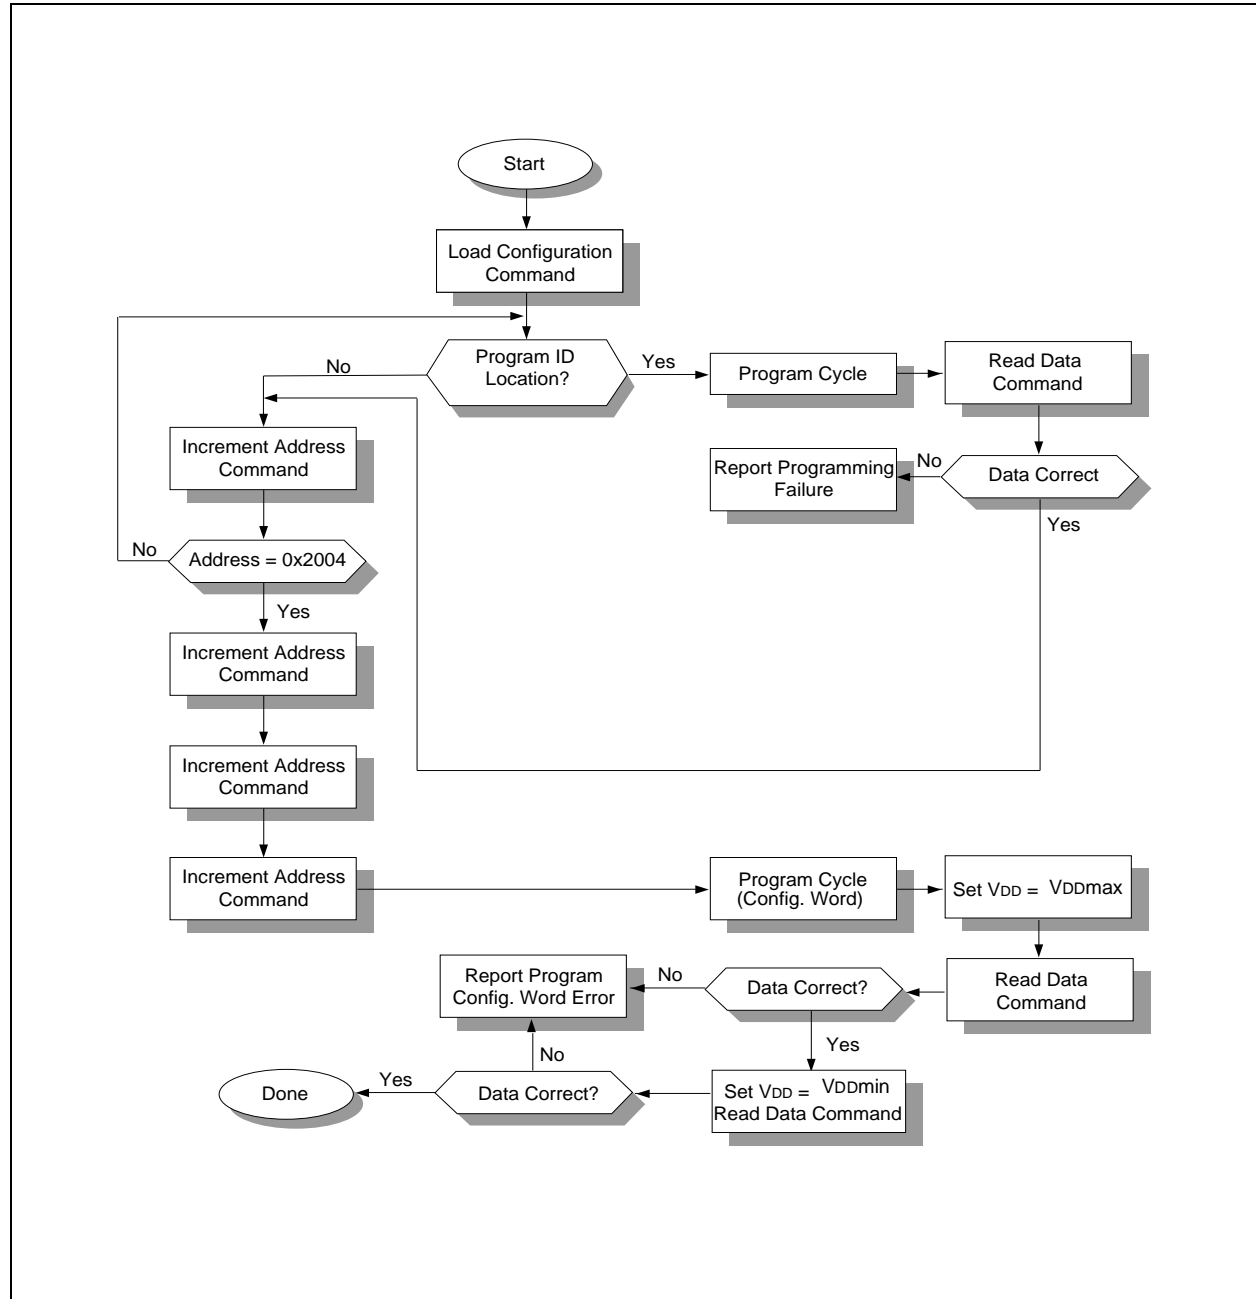 Start
Load Configuration
Command
Program ID
Location?
No
Yes
Program Cycle
Read Data
Command
Increment Address
Command
Report Programming
Failure
No
Data Correct
Yes
No
Address = 0x2004
Yes
Increment Address
Command
Increment Address
Command
Increment Address
Command
Program Cycle
(Config. Word)
Set VDD = VDDmax
Report Program
Config. Word Error
No
Data Correct?
Read Data
Command
Yes
No
Done
Yes
Data Correct?
Set VDD = VDDmin
Read Data Command